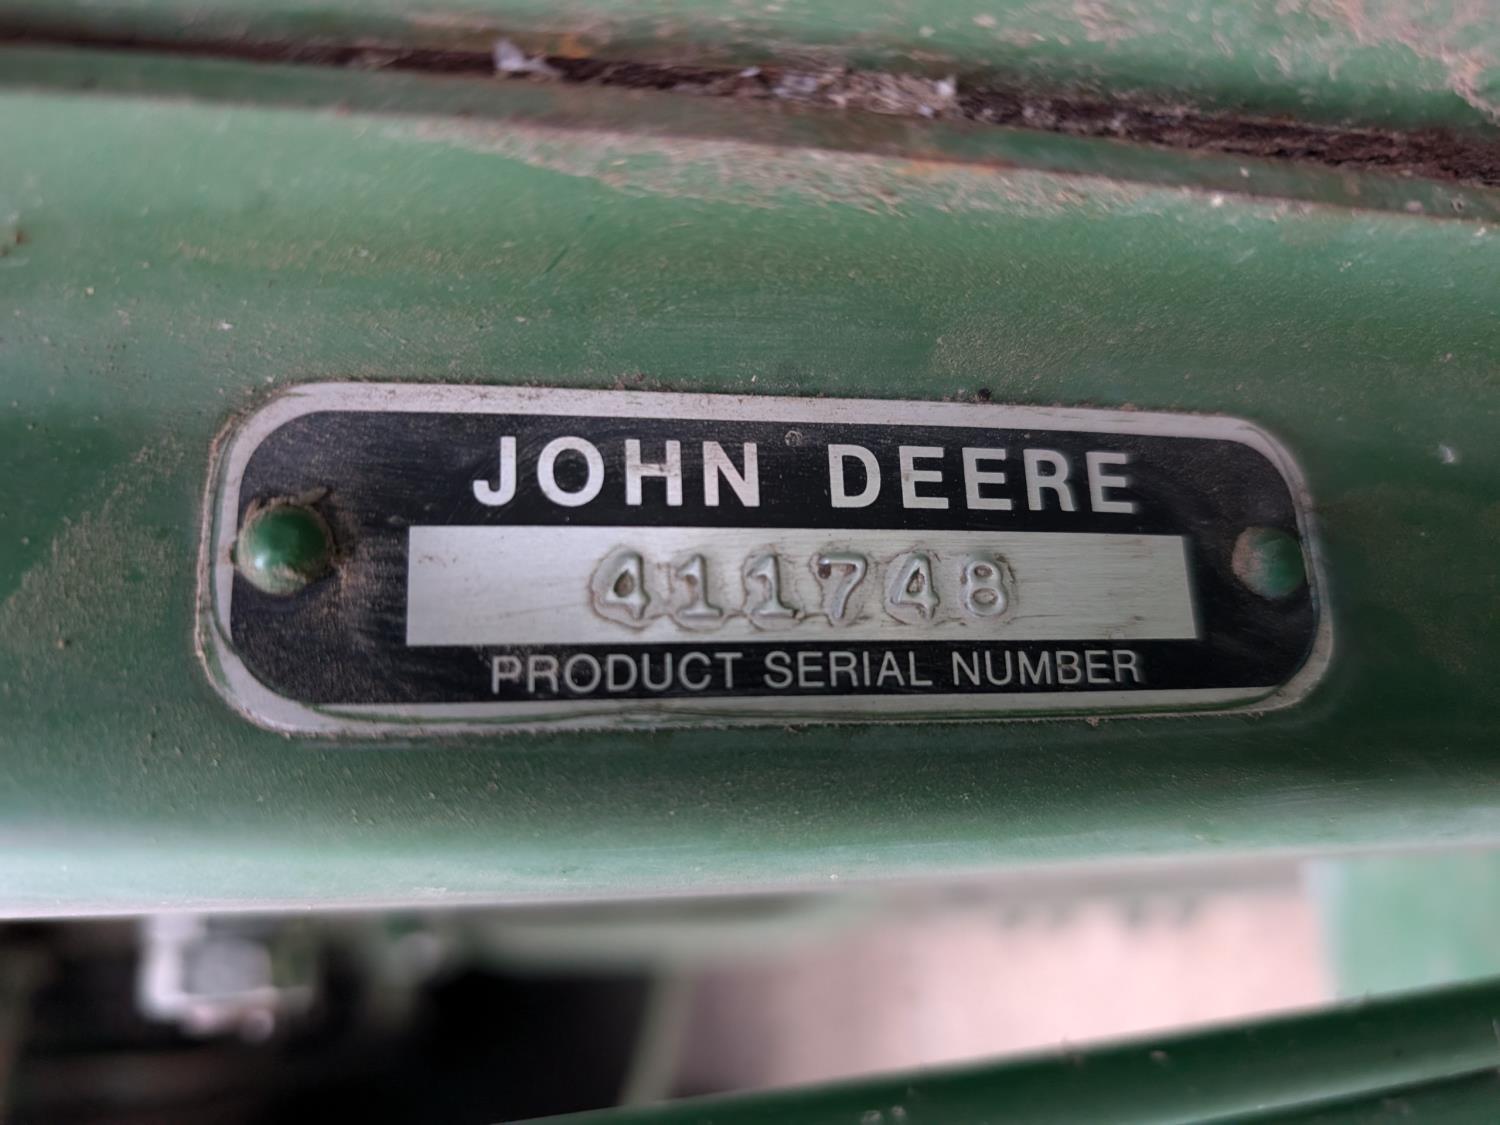 JOHN DEERE
411748
PRODUCT SERIAL NUMBER